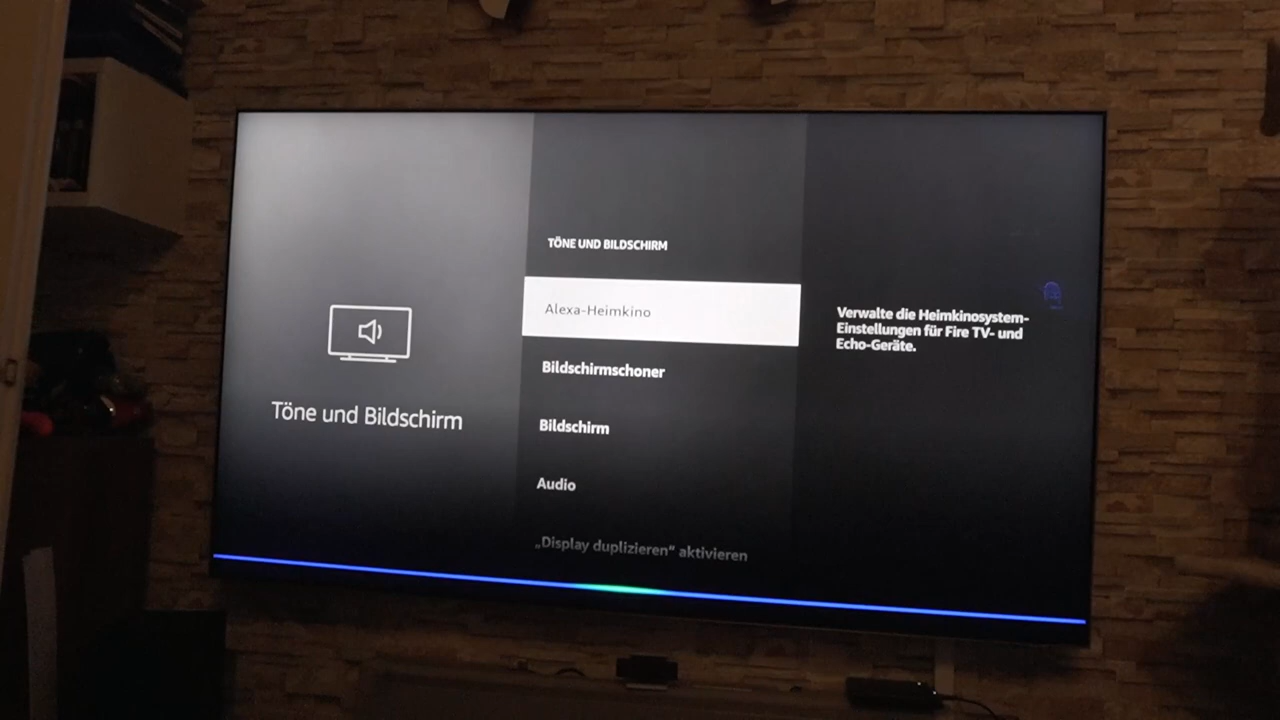 TÖNE UND BILDSCHIRM
Alexa-Heimkino
Bildschirmschoner
Bildschirm
Audio
„Display duplizieren“ aktivieren
Töne und Bildschirm
Verwalte die Heimkinosystem-
Einstellungen für Fire TV- und
Echo-Geräte.